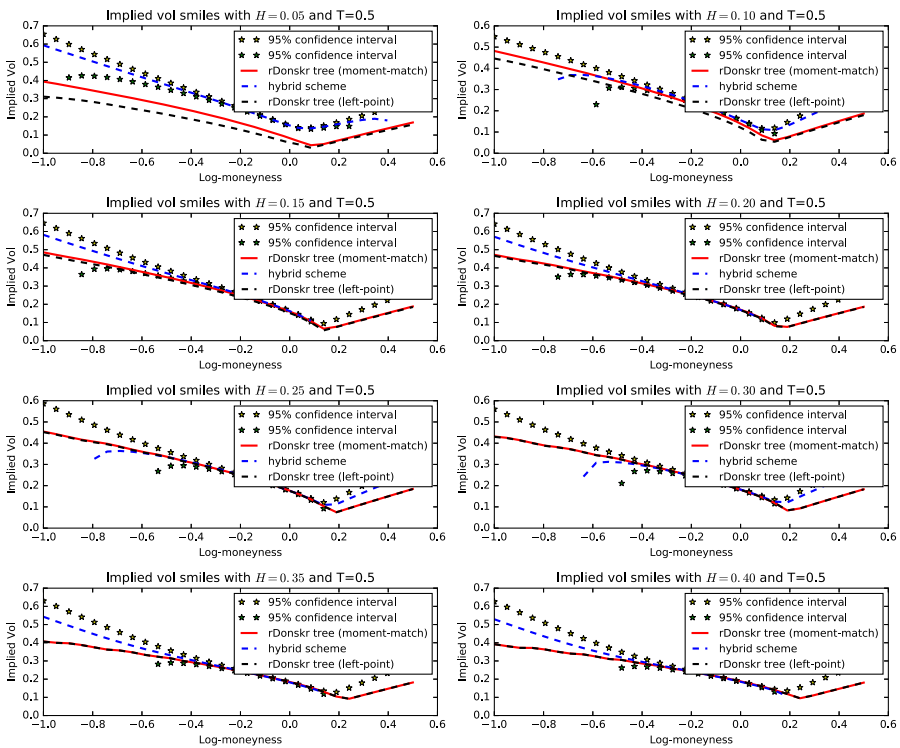 Implied vol smiles with H = 0.05 and T=0.5
0.7
0.6
0.5
0.4
0.3
0.2
0.1
0.0
Implied Vol
95% confidence interval
95% confidence interval
rDonskr tree (moment-match)
hybrid scheme
rDonskr tree (left-point)
−1.0 −0.8 −0.6 −0.4 −0.2 0.0 0.2 0.4 0.6
Log-moneyness
Implied vol smiles with H = 0.10 and T=0.5
0.6
0.5
0.4
0.3
0.2
0.1
0.0
Implied Vol
95% confidence interval
95% confidence interval
rDonskr tree (moment-match)
hybrid scheme
rDonskr tree (left-point)
−1.0 −0.8 −0.6 −0.4 −0.2 0.0 0.2 0.4 0.6
Log-moneyness
Implied vol smiles with H = 0.15 and T=0.5
0.7
0.6
0.5
0.4
0.3
0.2
0.1
0.0
Implied Vol
95% confidence interval
95% confidence interval
rDonskr tree (moment-match)
hybrid scheme
rDonskr tree (left-point)
−1.0 −0.8 −0.6 −0.4 −0.2 0.0 0.2 0.4 0.6
Log-moneyness
Implied vol smiles with H = 0.20 and T=0.5
0.7
0.6
0.5
0.4
0.3
0.2
0.1
0.0
Implied Vol
95% confidence interval
95% confidence interval
rDonskr tree (moment-match)
hybrid scheme
rDonskr tree (left-point)
−1.0 −0.8 −0.6 −0.4 −0.2 0.0 0.2 0.4 0.6
Log-moneyness
Implied vol smiles with H = 0.25 and T=0.5
0.6
0.5
0.4
0.3
0.2
0.1
0.0
Implied Vol
95% confidence interval
95% confidence interval
rDonskr tree (moment-match)
hybrid scheme
rDonskr tree (left-point)
−1.0 −0.8 −0.6 −0.4 −0.2 0.0 0.2 0.4 0.6
Log-moneyness
Implied vol smiles with H = 0.30 and T=0.5
0.6
0.5
0.4
0.3
0.2
0.1
0.0
Implied Vol
95% confidence interval
95% confidence interval
rDonskr tree (moment-match)
hybrid scheme
rDonskr tree (left-point)
−1.0 −0.8 −0.6 −0.4 −0.2 0.0 0.2 0.4 0.6
Log-moneyness
Implied vol smiles with H = 0.35 and T=0.5
0.7
0.6
0.5
0.4
0.3
0.2
0.1
0.0
Implied Vol
95% confidence interval
95% confidence interval
rDonskr tree (moment-match)
hybrid scheme
rDonskr tree (left-point)
−1.0 −0.8 −0.6 −0.4 −0.2 0.0 0.2 0.4 0.6
Log-moneyness
Implied vol smiles with H = 0.40 and T=0.5
0.7
0.6
0.5
0.4
0.3
0.2
0.1
0.0
Implied Vol
95% confidence interval
95% confidence interval
rDonskr tree (moment-match)
hybrid scheme
rDonskr tree (left-point)
−1.0 −0.8 −0.6 −0.4 −0.2 0.0 0.2 0.4 0.6
Log-moneyness